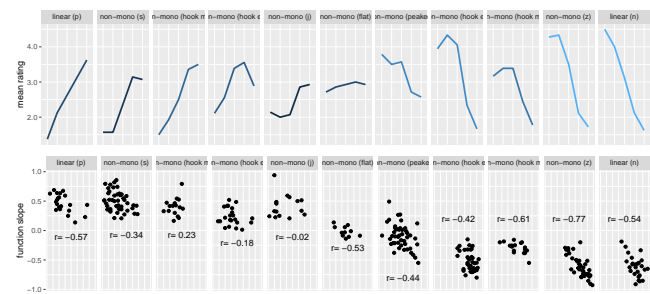 linear (p) non−mono (s) non−mono (hook m non−mono (hook e non−mono (j) non−mono (flat) non−mono (peake non−mono (hook e non−mono (hook m non−mono (z) linear (n)
mean rating
4.0
3.0
2.0
linear (p) non−mono (s) non−mono (hook m non−mono (hook e non−mono (j) non−mono (flat) non−mono (peake non−mono (hook e non−mono (hook m non−mono (z) linear (n)
function slope
1.0
0.5
0.0
−0.5
−1.0
r= −0.57 r= −0.34 r= 0.23 r= −0.18 r= −0.02 r= −0.53 r= −0.44 r= −0.42 r= −0.61 r= −0.77 r= −0.54